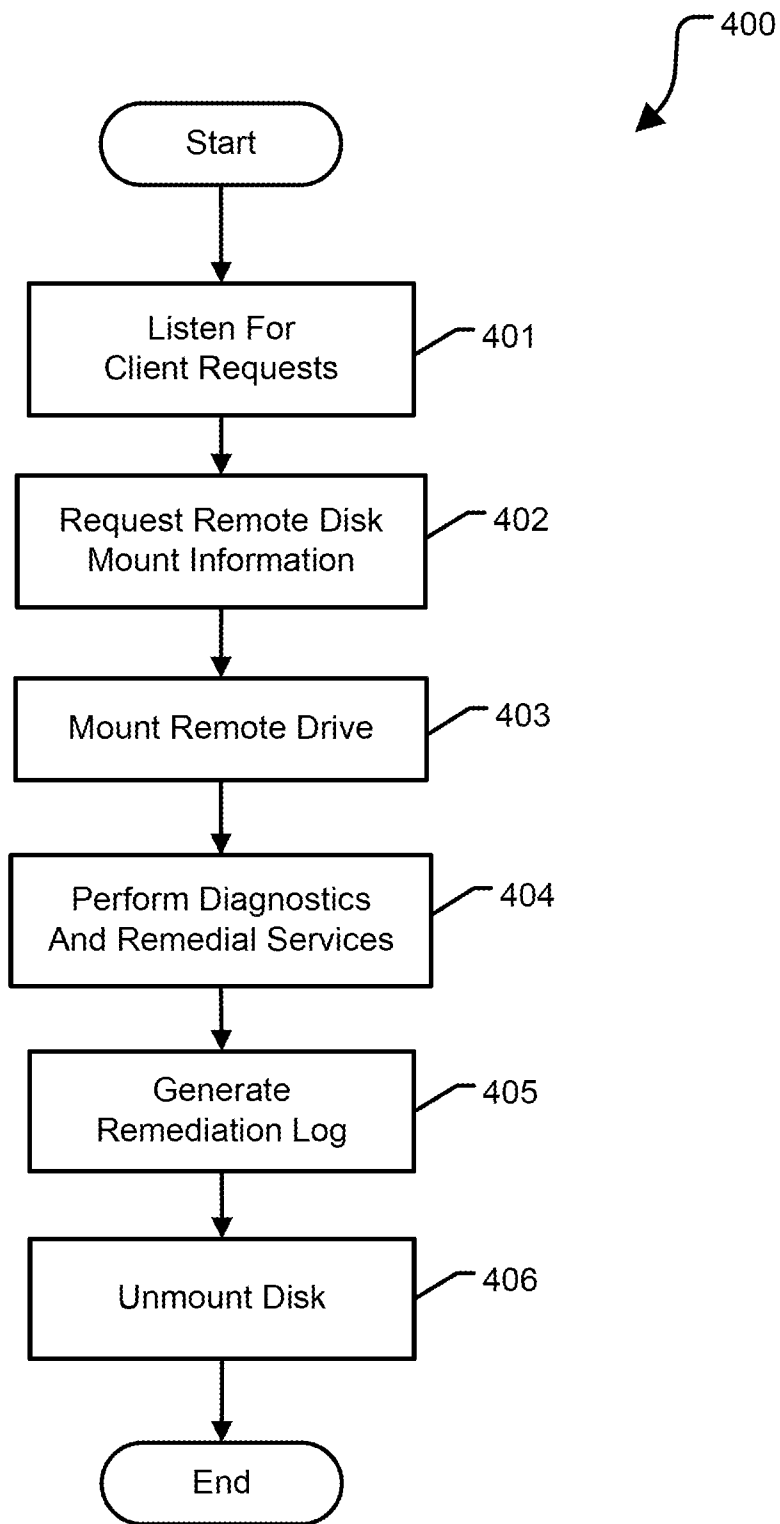 400
Start
Listen For
Client Requests
401
Request Remote Disk
Mount Information
402
Mount Remote Drive
403
Perform Diagnostics
And Remedial Services
404
Generate
Remediation Log
405
Unmount Disk
406
End